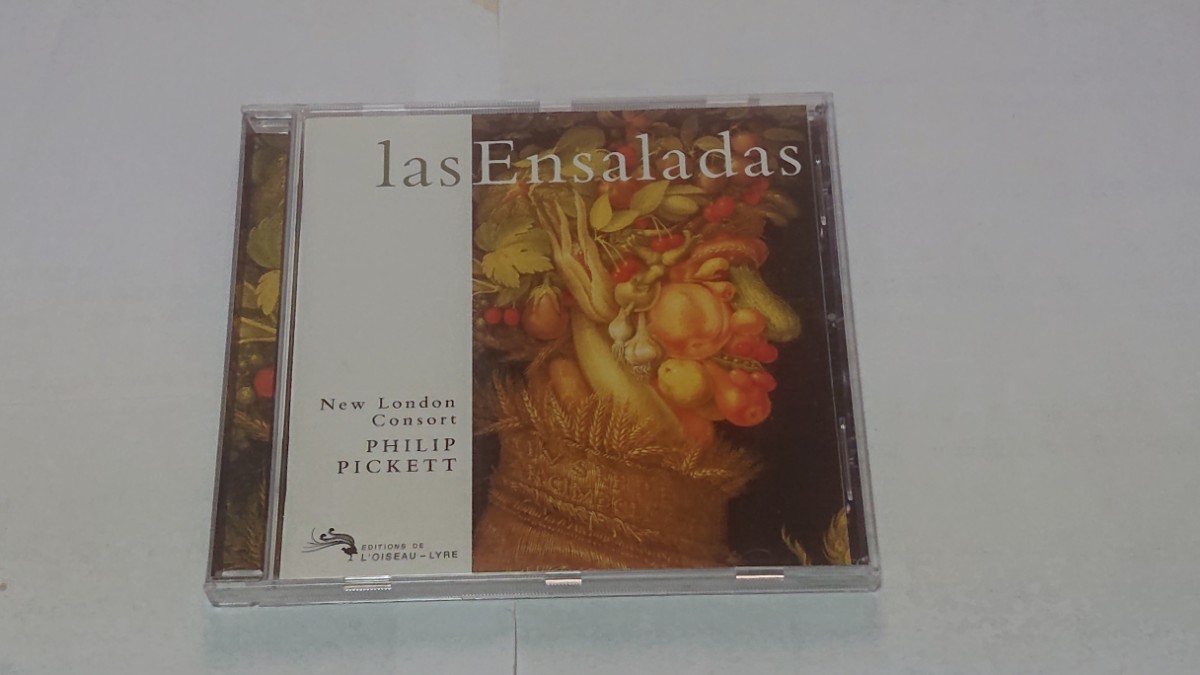 las Ensaladas
New London
Consort
PHILIP
PICKETT
EDITIONS DE
L'OISEAU-LYRE